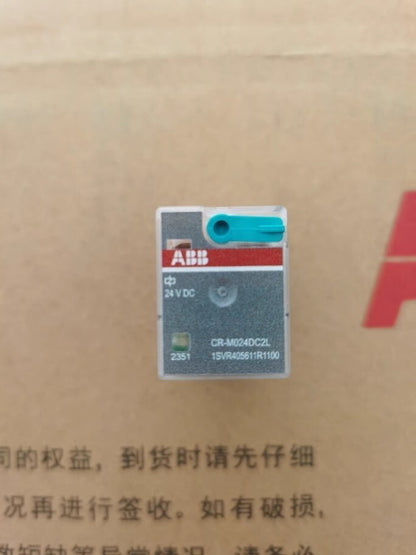 ABB
24 V DC
CR-M024DC2L
2351
1SVR405611R1100
同的权益，到货时请先仔细
况再进行签收。如有破损，